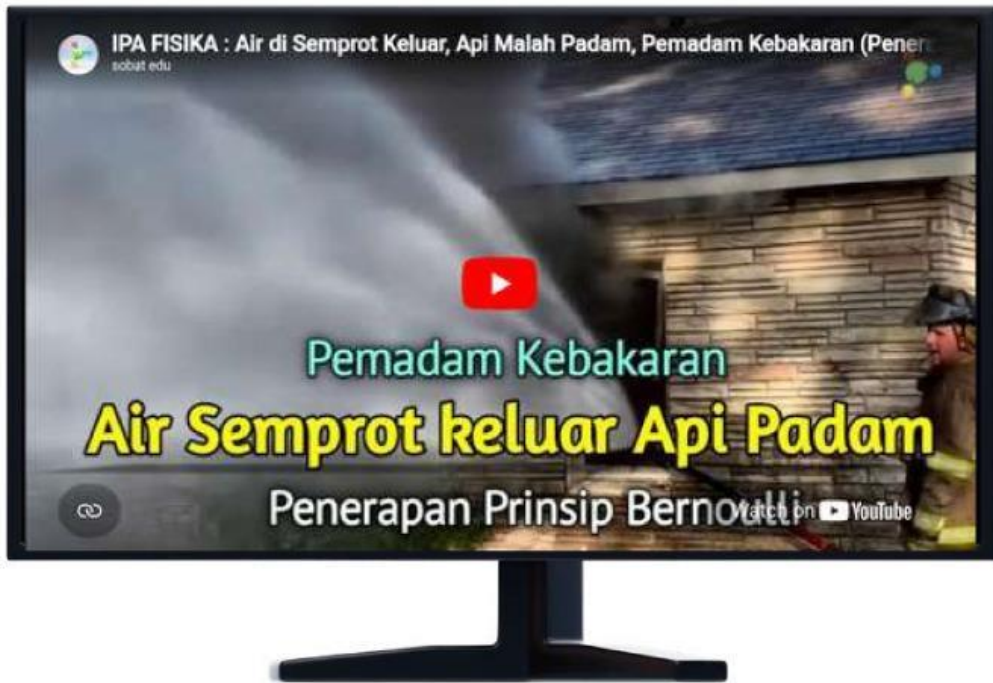 IPA FISIKA : Air di Semprot Keluar, Api Malah Padam, Pemadam Kebakaran (Pener
sobat edu
Pemadam Kebakaran
Air Semprot keluar Api Padam
Penerapan Prinsip Bernoulli
Watch on YouTube